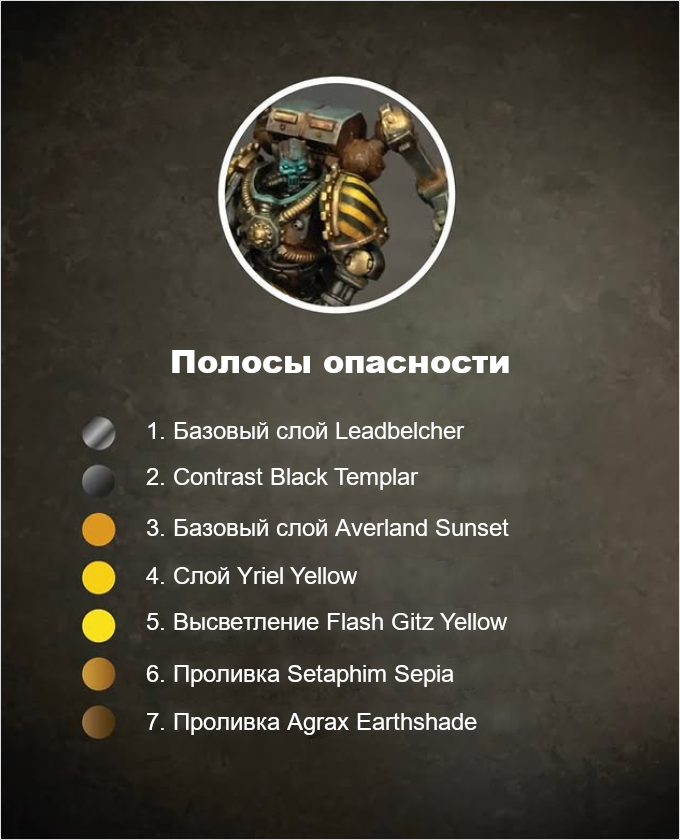 Полосы опасности
1. Базовый слой Leadbelcher
2. Contrast Black Templar
3. Базовый слой Averland Sunset
4. Слой Yriel Yellow
5. Высветление Flash Gitz Yellow
6. Проливка Setaphim Sepia
7. Проливка Agrax Earthshade